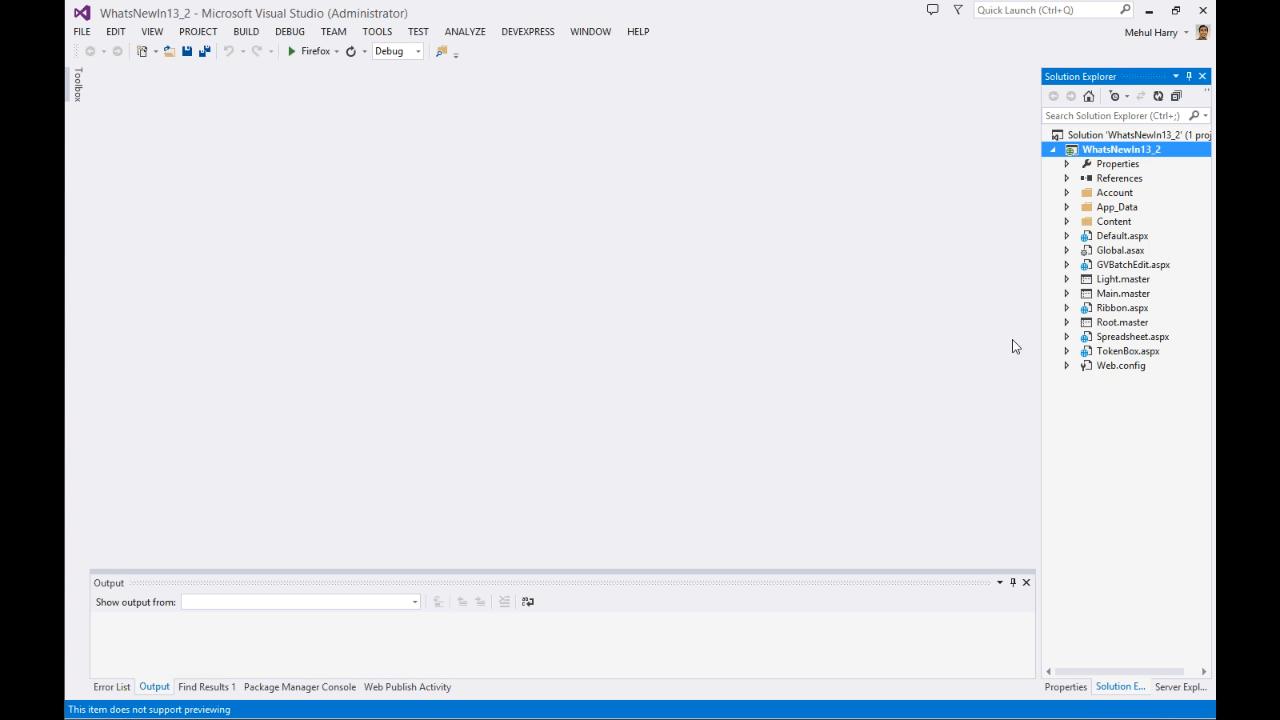 WhatsNewIn13_2 - Microsoft Visual Studio (Administrator)
Quick Launch (Ctrl+Q)
FILE EDIT VIEW PROJECT BUILD DEBUG TEAM TOOLS TEST ANALYZE DEVEXPRESS WINDOW HELP
Mehul Harry
Firefox Debug
Toolbox
Solution Explorer
Search Solution Explorer (Ctrl+;)
Solution 'WhatsNewIn13_2' (1 proj
WhatsNewIn13_2
Properties
References
Account
App_Data
Content
Default.aspx
Global.asax
GVBatchEdit.aspx
Light.master
Main.master
Ribbon.aspx
Root.master
Spreadsheet.aspx
TokenBox.aspx
Web.config
Output
Show output from:
Error List Output Find Results 1 Package Manager Console Web Publish Activity
Properties Solution E... Server Expl...
This item does not support previewing